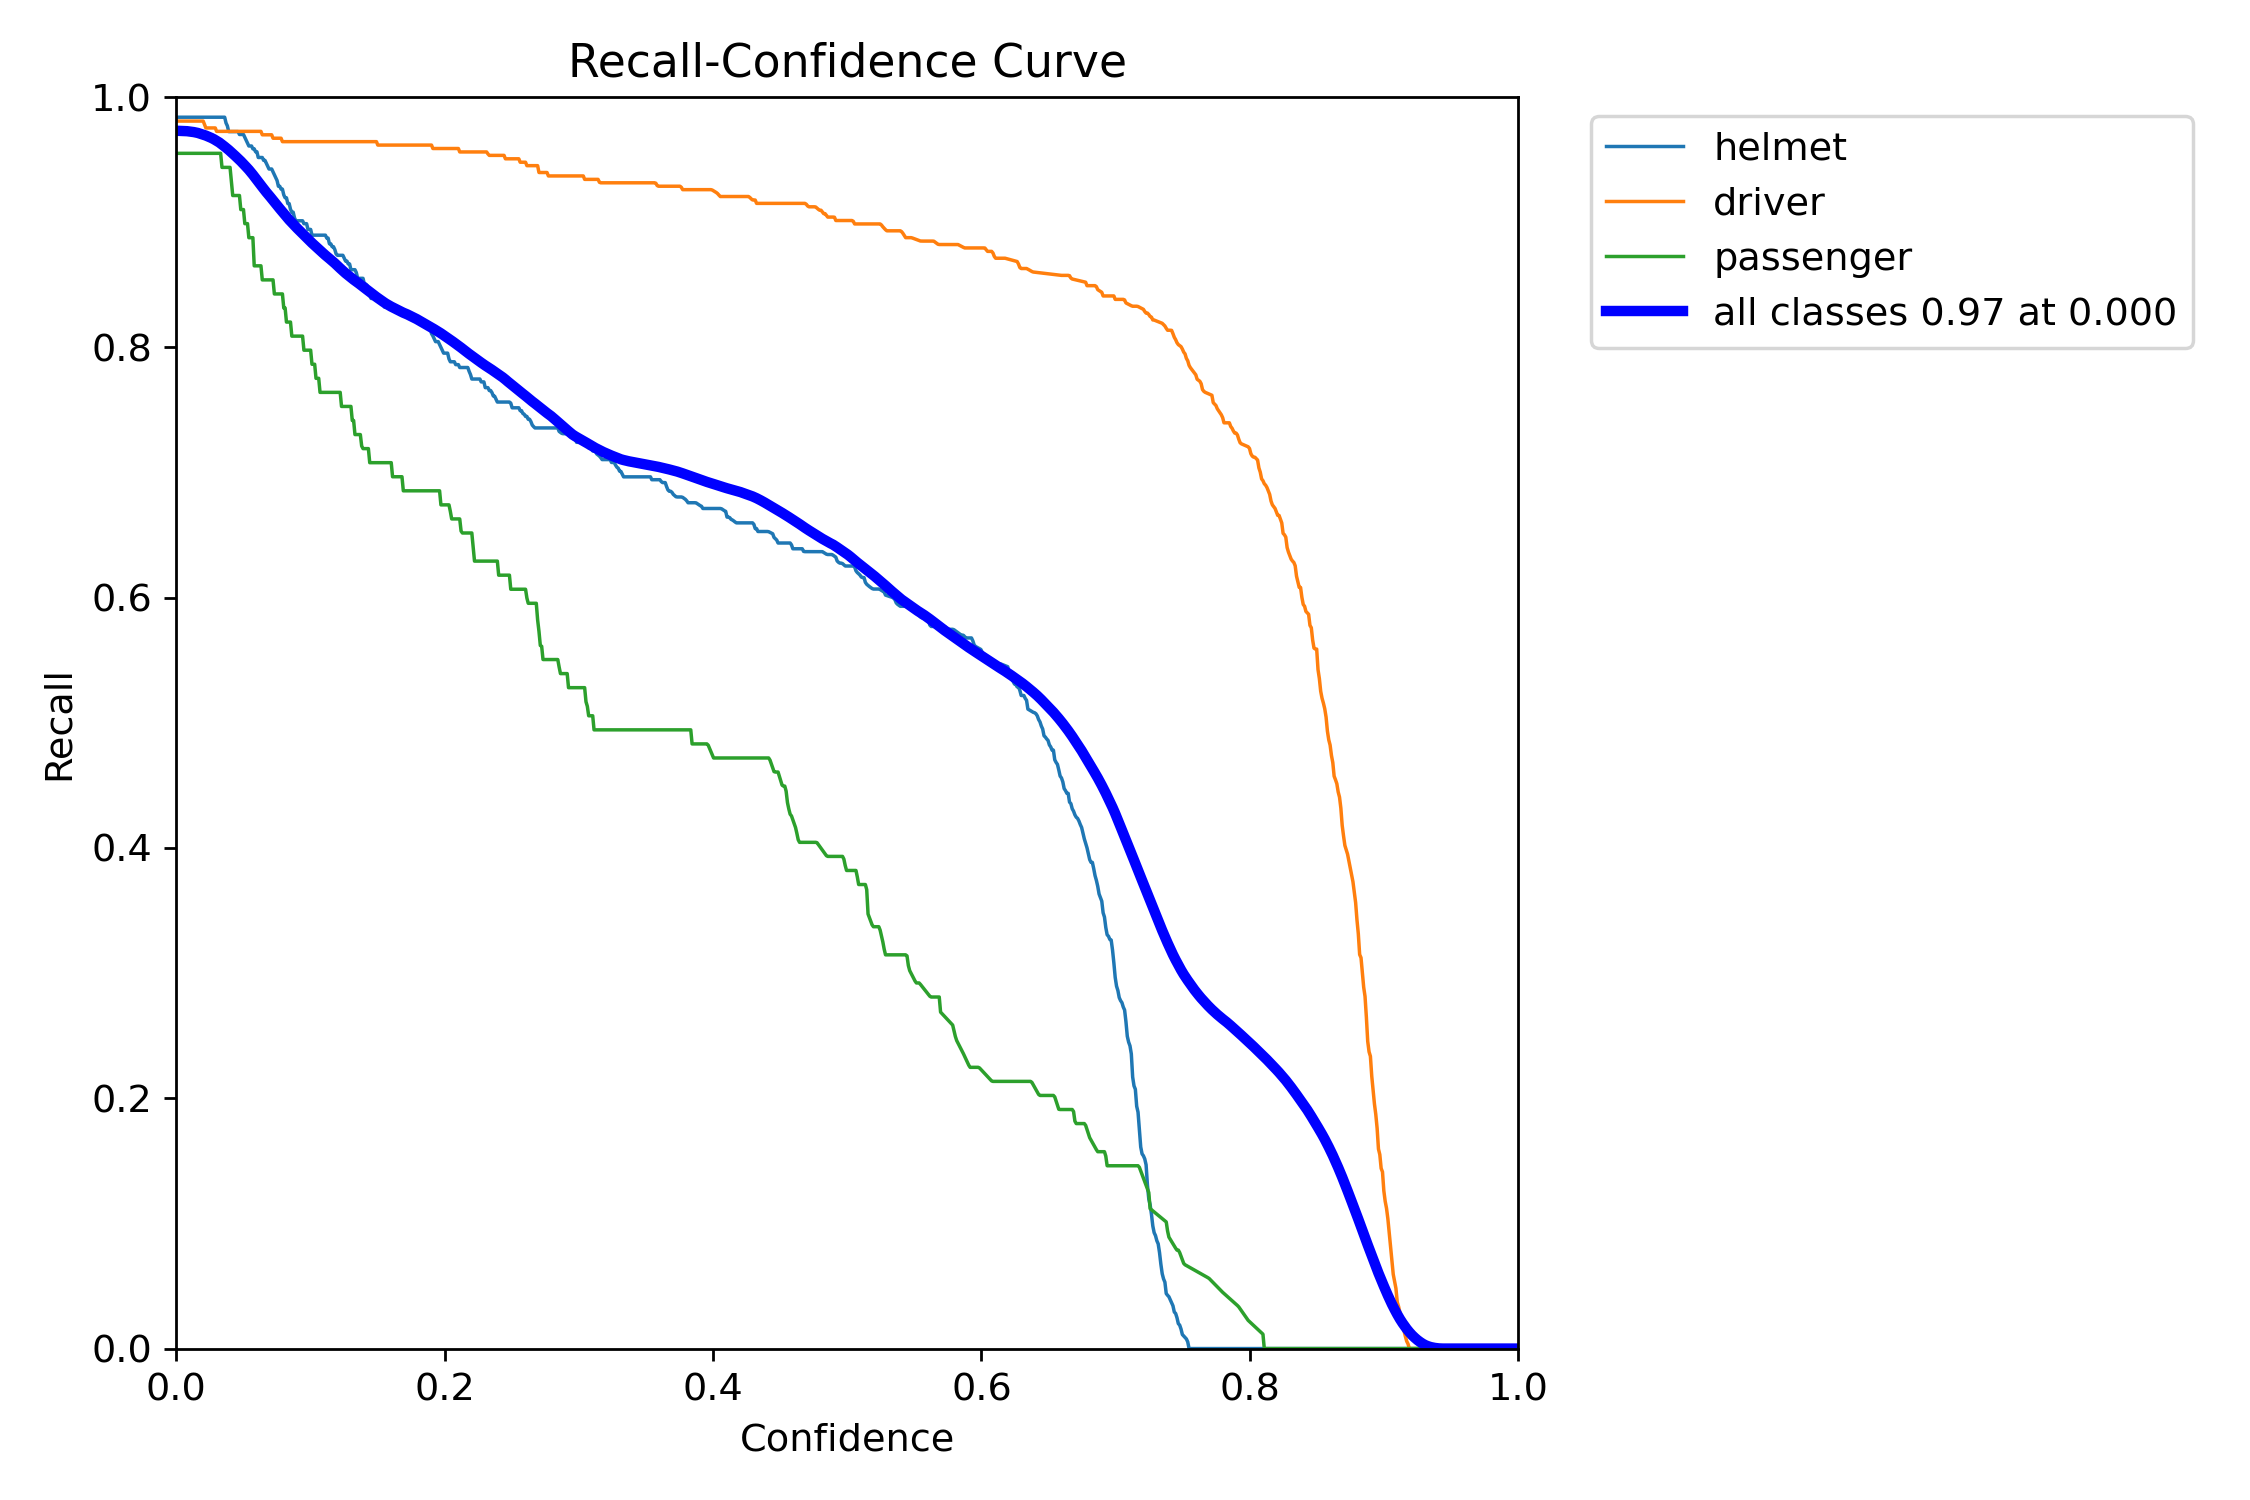 Recall-Confidence Curve
1.0
0.8
0.6
0.4
0.2
0.0
Recall
0.0 0.2 0.4 0.6 0.8 1.0
Confidence
helmet
driver
passenger
all classes 0.97 at 0.000